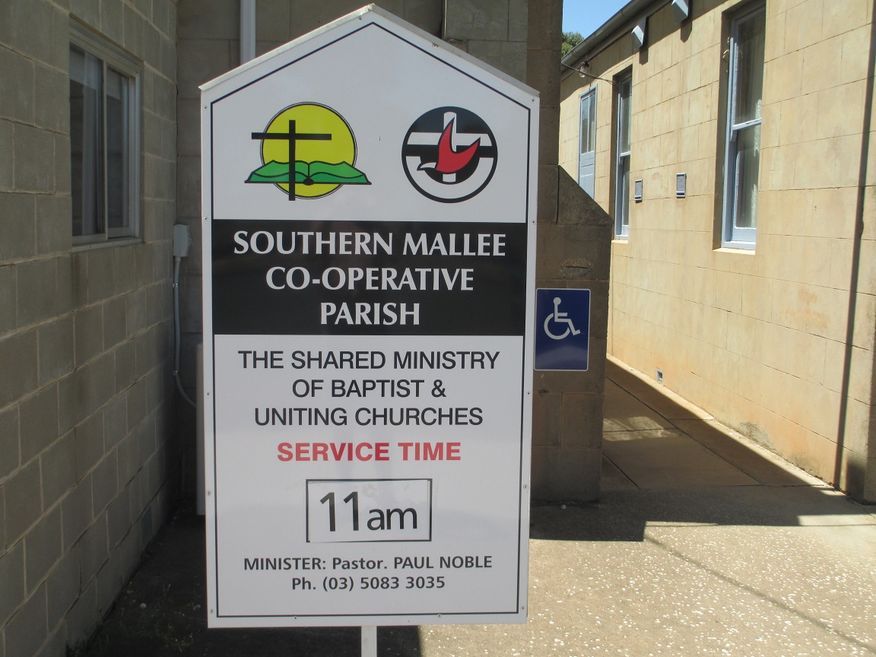 SOUTHERN MALLEE
CO-OPERATIVE
PARISH
THE SHARED MINISTRY
OF BAPTIST &
UNITING CHURCHES
SERVICE TIME
11am
MINISTER: Pastor. PAUL NOBLE
Ph. (03) 5083 3035